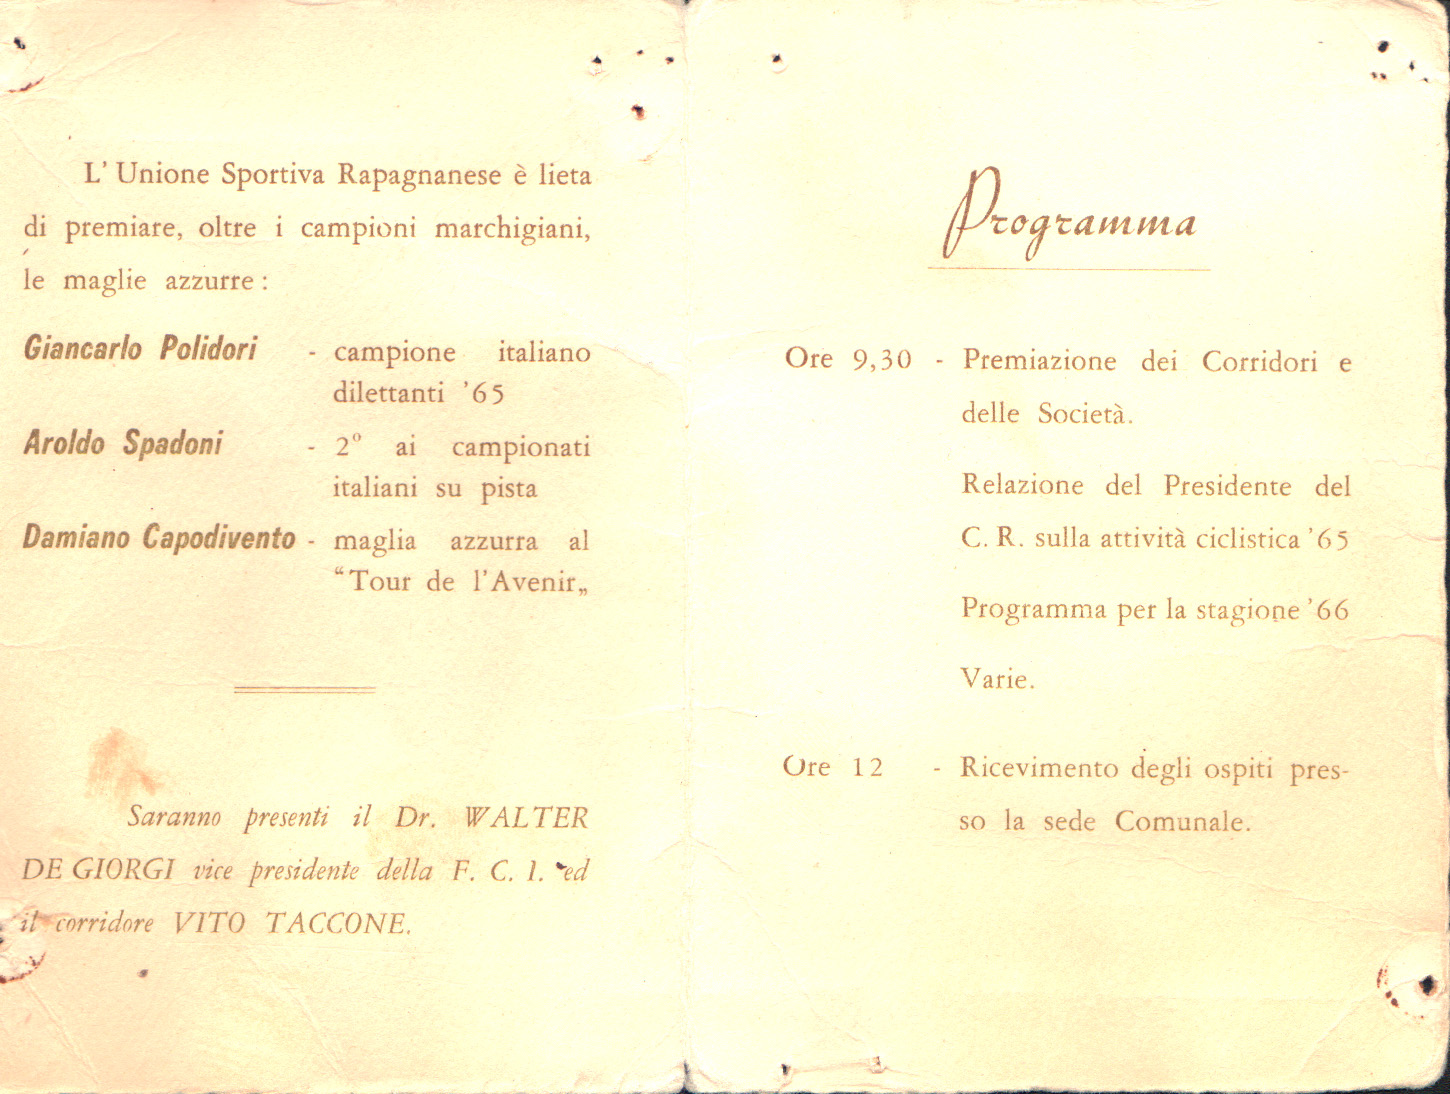 L' Unione Sportiva Rapagnanese è lieta
di premiare, oltre i campioni marchigiani,
le maglie azzurre :
Giancarlo Polidori - campione italiano
dilettanti '65
Aroldo Spadoni - 2° ai campionati
italiani su pista
Damiano Capodivento - maglia azzurra al
“Tour de l'Avenir„
Saranno presenti il Dr. WALTER
DE GIORGI vice presidente della F. C. I. ed
il corridore VITO TACCONE.
Programma
Ore 9,30 - Premiazione dei Corridori e
delle Società.
Relazione del Presidente del
C. R. sulla attività ciclistica '65
Programma per la stagione '66
Varie.
Ore 12 - Ricevimento degli ospiti pres-
so la sede Comunale.